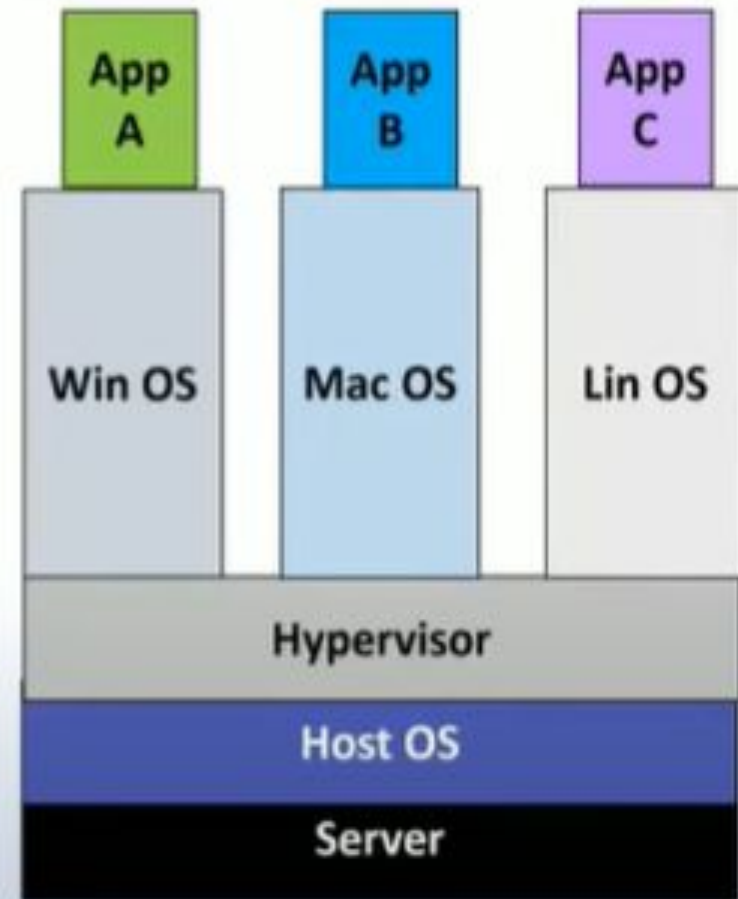 App
A
App
B
App
C
Win OS
Mac OS
Lin OS
Hypervisor
Host OS
Server